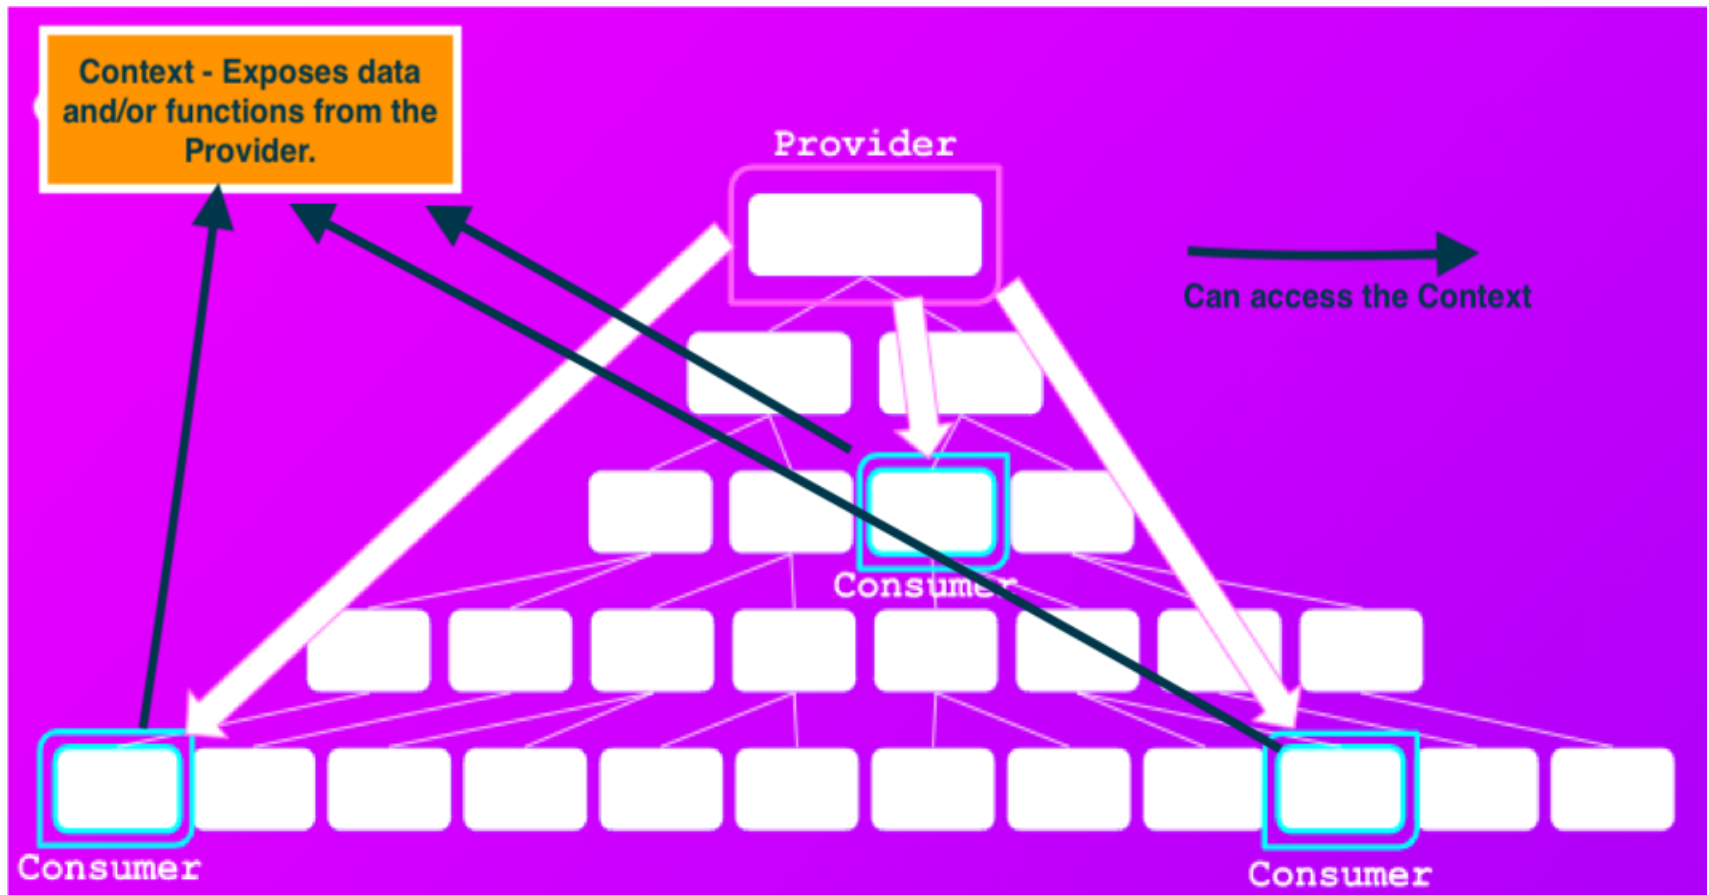 Context - Exposes data
and/or functions from the
Provider.
Provider
Can access the Context
Consumer
Consumer
Consumer